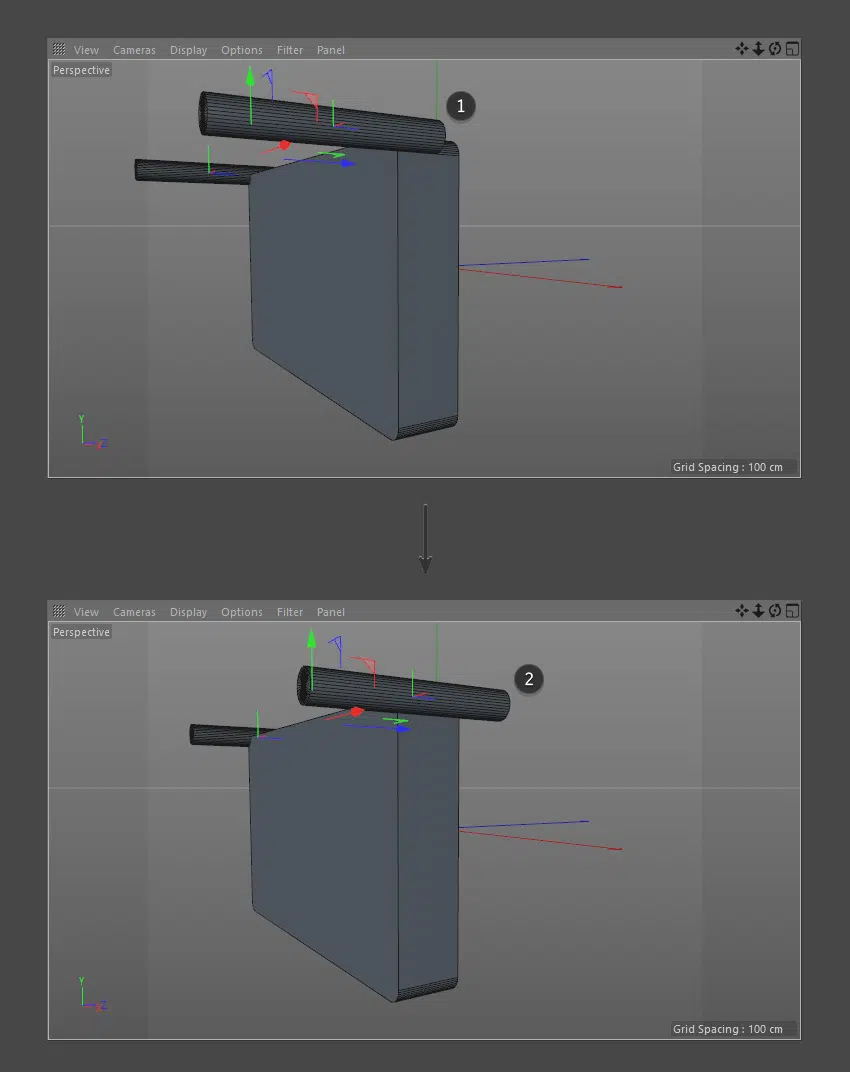 View Cameras Display Options Filter Panel
Perspective
1
Y
Z
Grid Spacing : 100 cm
View Cameras Display Options Filter Panel
Perspective
2
Y
Z
Grid Spacing : 100 cm